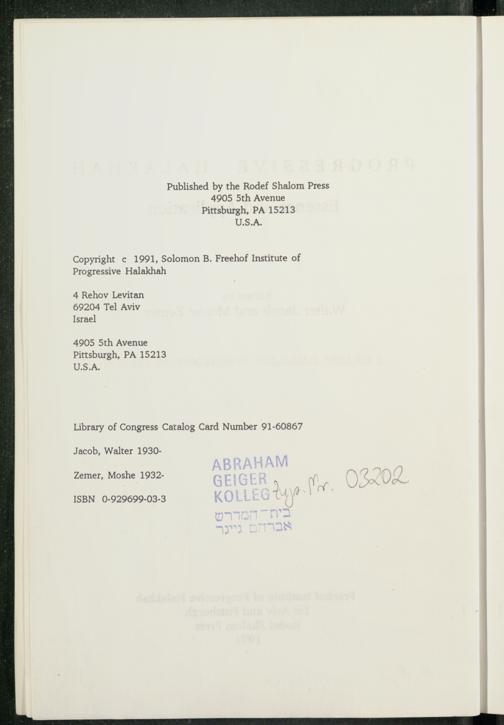 Published by the Rodef Shalom Press
4905 5th Avenue
Pittsburgh, PA 15213
U.S.A.
Copyright c 1991, Solomon B. Freehof Institute of
Progressive Halakhah
4 Rehov Levitan
69204 Tel Aviv
Israel
4905 5th Avenue
Pittsburgh, PA 15213
U.S.A.
Library of Congress Catalog Card Number 91-60867
Jacob, Walter 1930-
Zemer, Moshe 1932-
ISBN 0-929699-03-3
ABRAHAM
GEIGER
KOLLEG
בית-המדרש
אברהם גייגר
03202